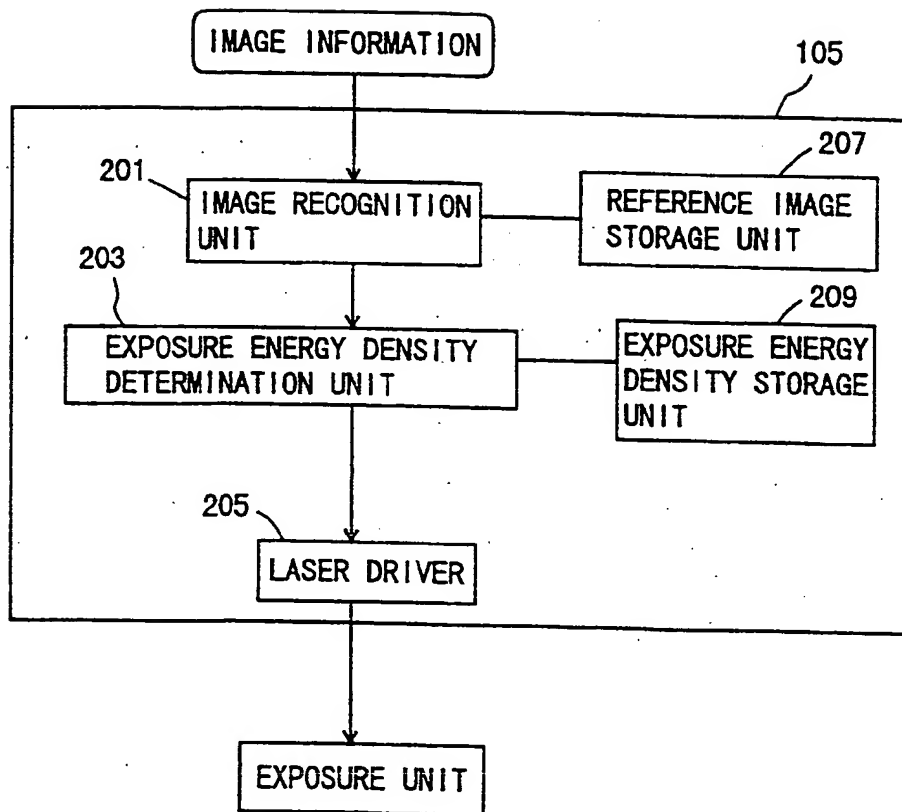 IMAGE INFORMATION
105
201
IMAGE RECOGNITION
UNIT
207
REFERENCE IMAGE
STORAGE UNIT
203
EXPOSURE ENERGY DENSITY
DETERMINATION UNIT
209
EXPOSURE ENERGY
DENSITY STORAGE
UNIT
205
LASER DRIVER
EXPOSURE UNIT